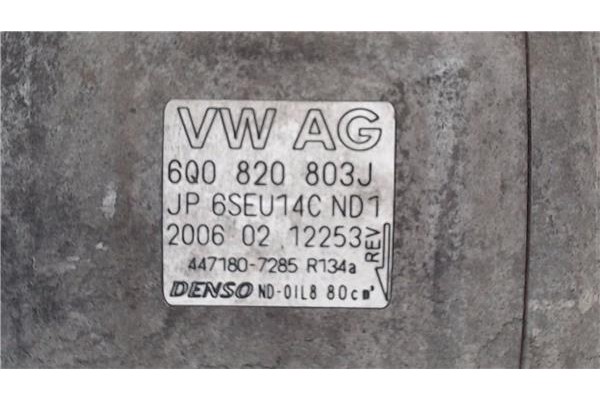 VW AG
6Q0 820 803J
JP 6SEU14C ND1
2006 02 12253
REV
447180-7285 R134a
DENSO ND-OIL8 80cm³